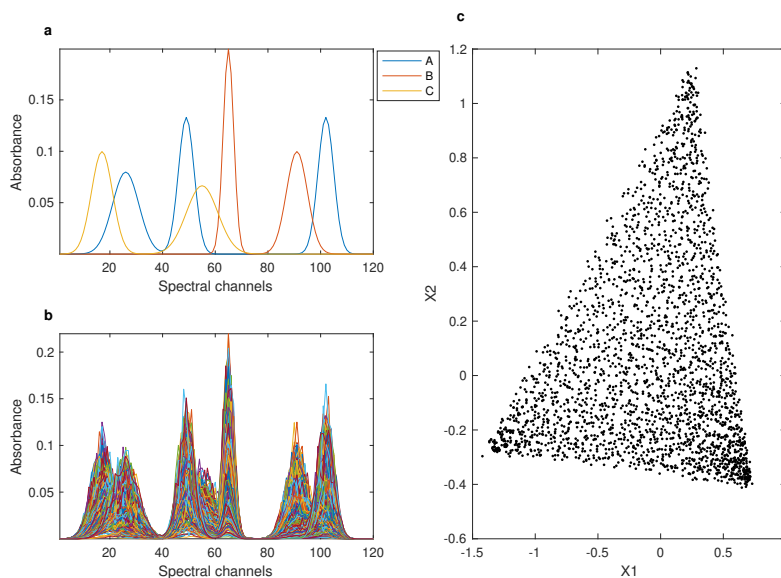 a
0.15
0.1
0.05
Absorbance
20 40 60 80 100 120
Spectral channels
A
B
C
b
0.2
0.15
0.1
0.05
Absorbance
20 40 60 80 100 120
Spectral channels
c
1.2
1
0.8
0.6
0.4
0.2
0
-0.2
-0.4
-0.6
X2
-1.5 -1 -0.5 0 0.5
X1